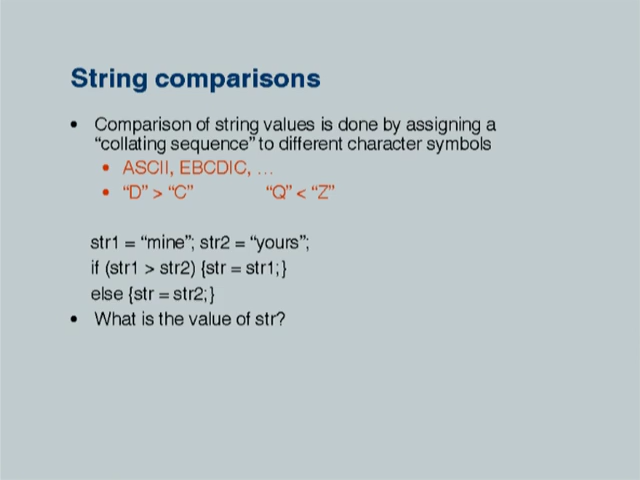 String comparisons
• Comparison of string values is done by assigning a
“collating sequence” to different character symbols
• ASCII, EBCDIC, …
• “D” > “C” “Q” < “Z”
str1 = “mine”; str2 = “yours”;
if (str1 > str2) {str = str1;}
else {str = str2;}
• What is the value of str?